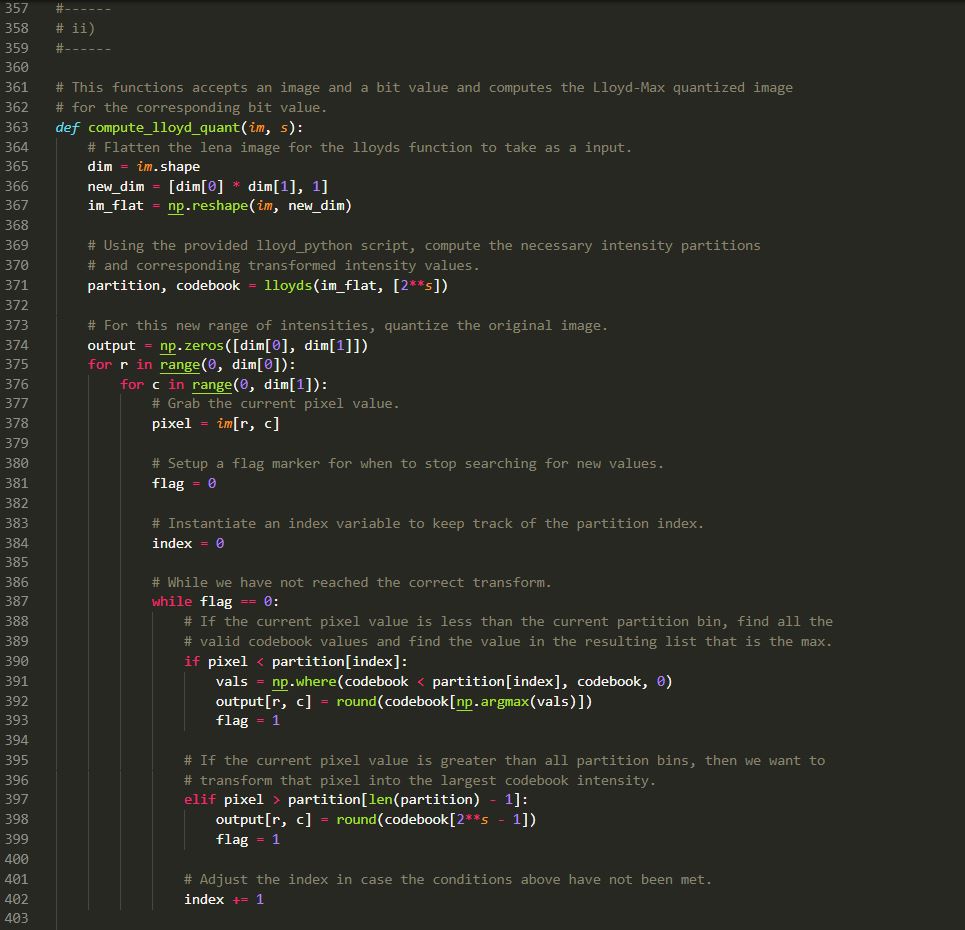 357 #------
358 # ii)
359 #------
360
361 # This functions accepts an image and a bit value and computes the Lloyd-Max quantized image
362 # for the corresponding bit value.
363 def compute_lloyd_quant(im, s):
364     # Flatten the lena image for the lloyds function to take as a input.
365     dim = im.shape
366     new_dim = [dim[0] * dim[1], 1]
367     im_flat = np.reshape(im, new_dim)
368
369     # Using the provided lloyd_python script, compute the necessary intensity partitions
370     # and corresponding transformed intensity values.
371     partition, codebook = lloyds(im_flat, [2**s])
372
373     # For this new range of intensities, quantize the original image.
374     output = np.zeros([dim[0], dim[1]])
375     for r in range(0, dim[0]):
376         for c in range(0, dim[1]):
377             # Grab the current pixel value.
378             pixel = im[r, c]
379
380             # Setup a flag marker for when to stop searching for new values.
381             flag = 0
382
383             # Instantiate an index variable to keep track of the partition index.
384             index = 0
385
386             # While we have not reached the correct transform.
387             while flag == 0:
388                 # If the current pixel value is less than the current partition bin, find all the
389                 # valid codebook values and find the value in the resulting list that is the max.
390                 if pixel < partition[index]:
391                     vals = np.where(codebook < partition[index], codebook, 0)
392                     output[r, c] = round(codebook[np.argmax(vals)])
393                     flag = 1
394
395                 # If the current pixel value is greater than all partition bins, then we want to
396                 # transform that pixel into the largest codebook intensity.
397                 elif pixel > partition[len(partition) - 1]:
398                     output[r, c] = round(codebook[2**s - 1])
399                     flag = 1
400
401                 # Adjust the index in case the conditions above have not been met.
402                 index += 1
403